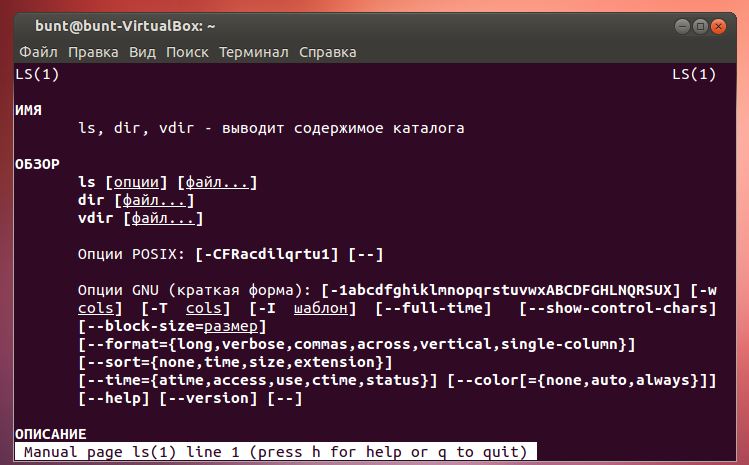 bunt@bunt-VirtualBox: ~
Файл Правка Вид Поиск Терминал Справка
LS(1) LS(1)
ИМЯ
ls, dir, vdir - выводит содержимое каталога
ОБЗОР
ls [опции] [файл...]
dir [файл...]
vdir [файл...]
Опции POSIX: [-CFRacdilqrtu1] [--]
Опции GNU (краткая форма): [-1abcdfghiklmnopqrstuvwxABCDFGHLNQRSUX] [-w
cols] [-T cols] [-I шаблон] [--full-time] [--show-control-chars]
[--block-size=размер]
[--format={long,verbose,commas,across,vertical,single-column}]
[--sort={none,time,size,extension}]
[--time={atime,access,use,ctime,status}] [--color[={none,auto,always}]]
[--help] [--version] [--]
ОПИСАНИЕ
Manual page ls(1) line 1 (press h for help or q to quit)